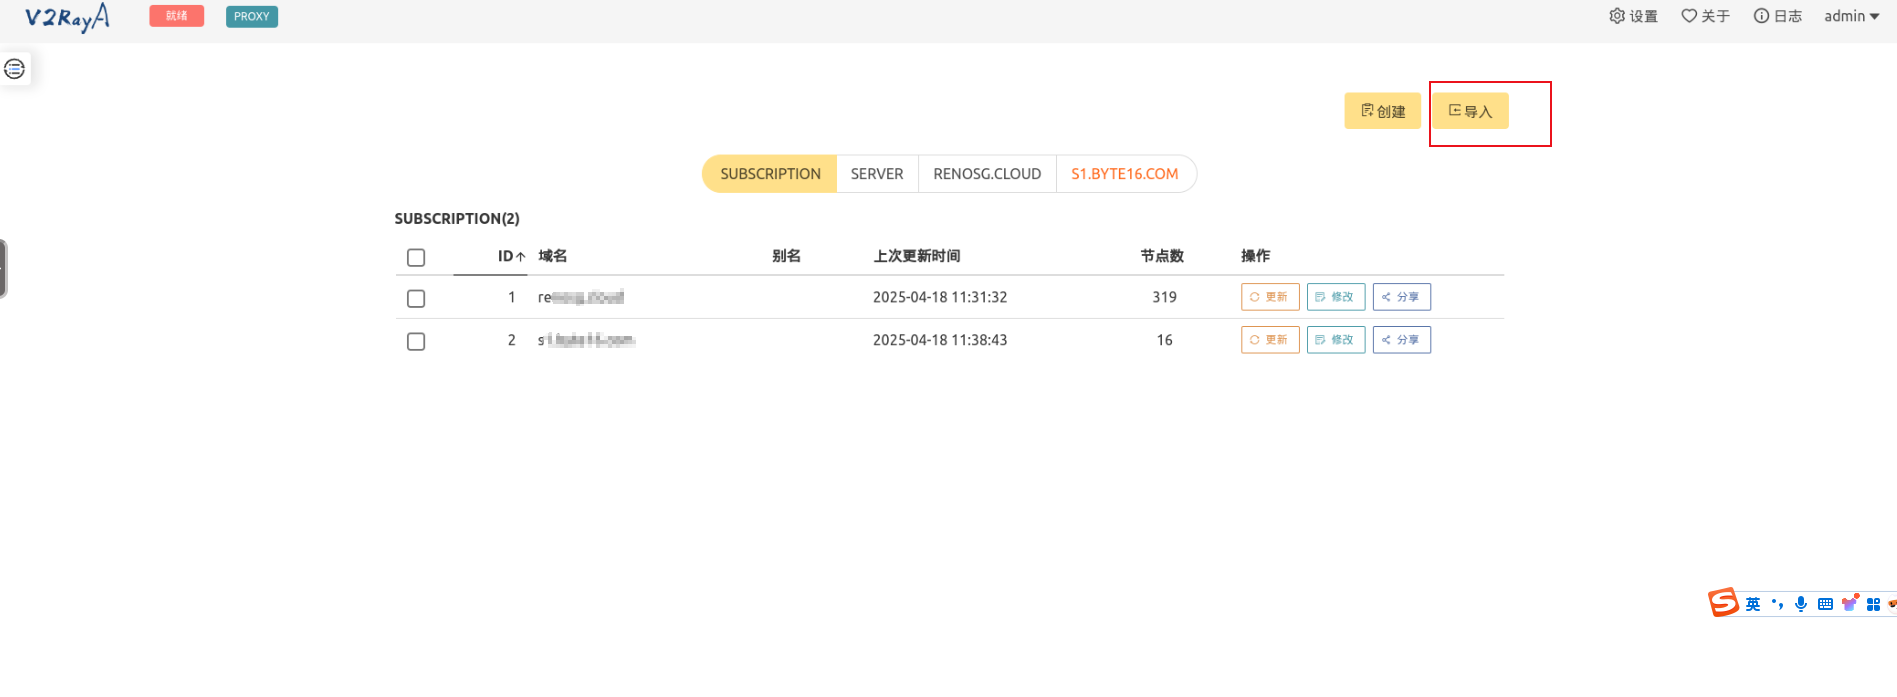 V2RayA 就绪 PROXY 设置 关于 日志 admin
创建 导入
SUBSCRIPTION SERVER RENOSG.CLOUD S1.BYTE16.COM
SUBSCRIPTION(2)
ID 域名 别名 上次更新时间 节点数 操作
1 re 2025-04-18 11:31:32 319 更新 修改 分享
2 s 2025-04-18 11:38:43 16 更新 修改 分享
英